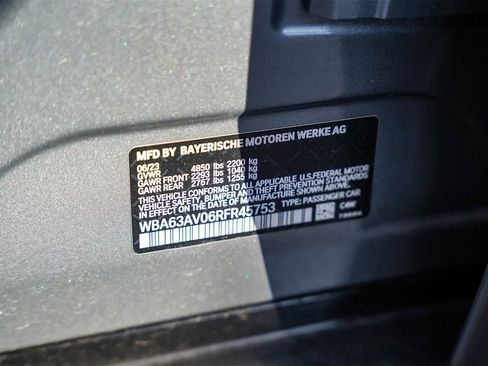 MFD BY BAYERISCHE MOTOREN WERKE AG
06/23
GVWR 4850 lbs 2200 kg
GAWR FRONT 2293 lbs 1040 kg
GAWR REAR 2767 lbs 1255 kg
THIS VEHICLE CONFORMS TO ALL APPLICABLE U.S. FEDERAL MOTOR
VEHICLE SAFETY, BUMPER AND THEFT PREVENTION STANDARDS
IN EFFECT ON THE DATE OF MANUFACTURE SHOWN ABOVE.
WBA63AV06RFR45753 TYPE: PASSENGER CAR
C4W